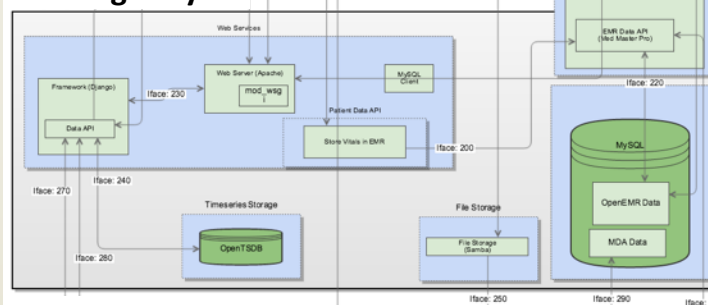 Web Services
EMR Data API
(Med Master Pro)
Framework (Django)
Web Server (Apache)
MySQL
Client
mod_wsg
i
Iface: 230
Iface: 220
Patient Data API
Data API
Store Vitals in EMR
Iface: 200
MySQL
Iface: 240
Iface: 270
Timeseries Storage
File Storage
OpenEMR Data
OpenTSDB
File Storage
(Samba)
MDA Data
Iface: 280
Iface: 250
Iface: 290
Iface: